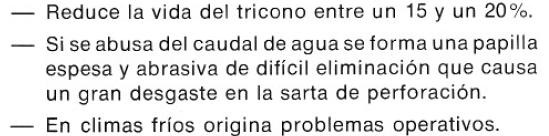 — Reduce la vida del tricono entre un 15 y un 20%.
— Si se abusa del caudal de agua se forma una papilla
espesa y abrasiva de difícil eliminación que causa
un gran desgaste en la sarta de perforación.
— En climas fríos origina problemas operativos.